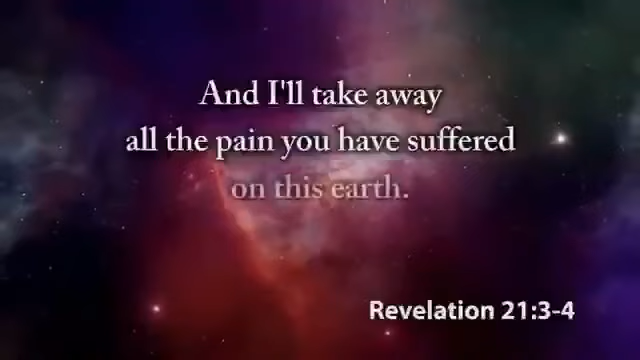 And I'll take away
all the pain you have suffered
on this earth.
Revelation 21:3-4